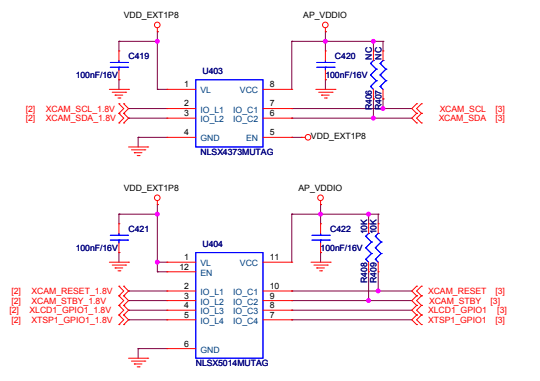 VDD_EXT1P8
AP_VDDIO
C419
100nF/16V
C420
100nF/16V
NC
NC
R406
R407
U403
1 VL VCC 8
[2] XCAM_SCL_1.8V 2 IO_L1 IO_C1 7 XCAM_SCL [3]
[2] XCAM_SDA_1.8V 3 IO_L2 IO_C2 6 XCAM_SDA [3]
4 GND EN 5 VDD_EXT1P8
NLSX4373MUTAG
VDD_EXT1P8
AP_VDDIO
C421
100nF/16V
C422
100nF/16V
10K
10K
R408
R409
U404
1 VL VCC 11
12 EN
[2] XCAM_RESET_1.8V 2 IO_L1 IO_C1 10 XCAM_RESET [3]
[2] XCAM_STBY_1.8V 3 IO_L2 IO_C2 9 XCAM_STBY [3]
[2] XLCD1_GPIO1_1.8V 4 IO_L3 IO_C3 8 XLCD1_GPIO1 [3]
[2] XTSP1_GPIO1_1.8V 5 IO_L4 IO_C4 7 XTSP1_GPIO1 [3]
6 GND
NLSX5014MUTAG